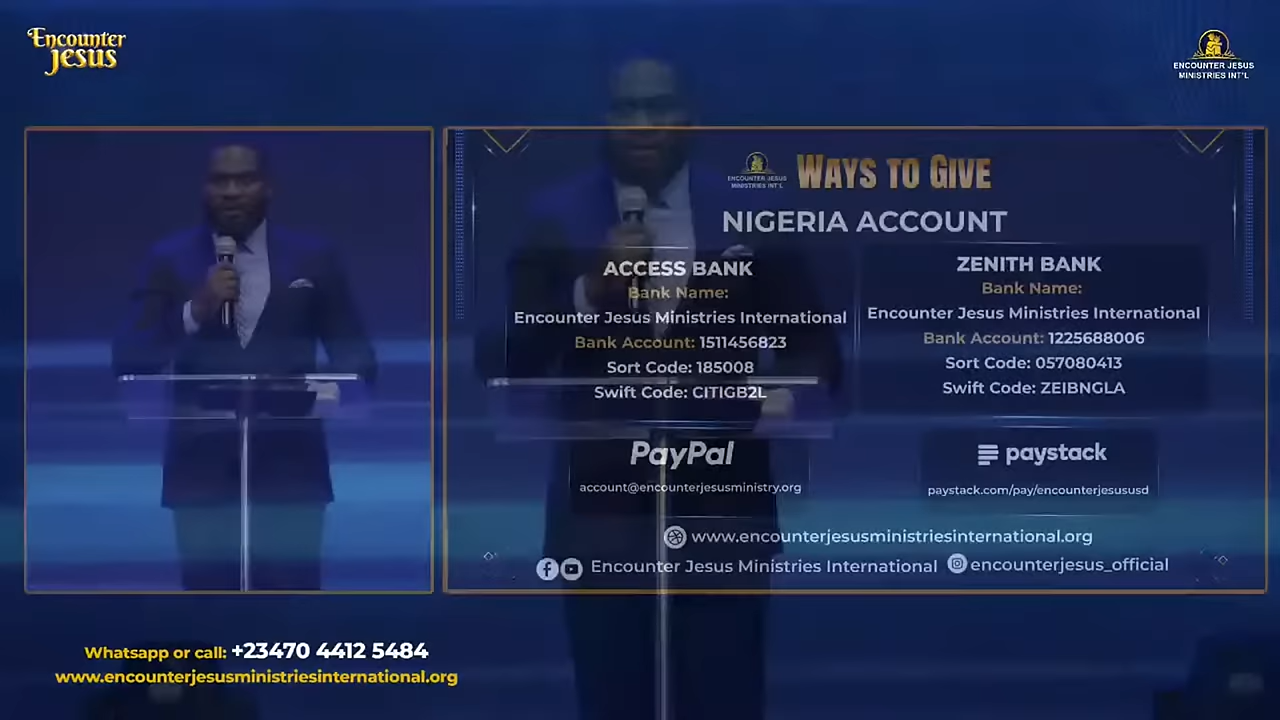 Encounter
Jesus
ENCOUNTER JESUS
MINISTRIES INT'L
ENCOUNTER JESUS
MINISTRIES INT'L
WAYS TO GIVE
NIGERIA ACCOUNT
ACCESS BANK
Bank Name:
Encounter Jesus Ministries International
Bank Account: 1511456823
Sort Code: 185008
Swift Code: CITIGB2L
ZENITH BANK
Bank Name:
Encounter Jesus Ministries International
Bank Account: 1225688006
Sort Code: 057080413
Swift Code: ZEIBNGLA
PayPal
account@encounterjesusministry.org
paystack
paystack.com/pay/encounterjesususd
www.encounterjesusministriesinternational.org
Encounter Jesus Ministries International
encounterjesus_official
Whatsapp or call: +23470 4412 5484
www.encounterjesusministriesinternational.org